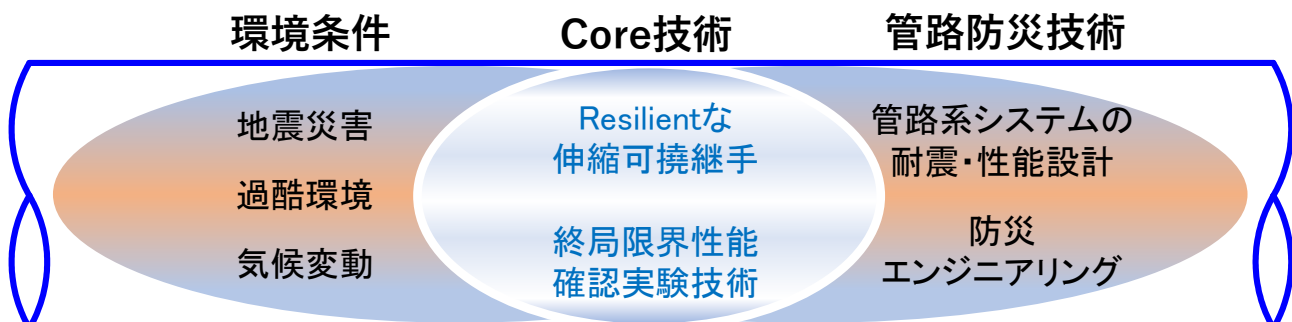 環境条件
Core技術
管路防災技術
地震災害
過酷環境
気候変動
Resilientな
伸縮可撓継手
終局限界性能
確認実験技術
管路系システムの
耐震・性能設計
防災
エンジニアリング